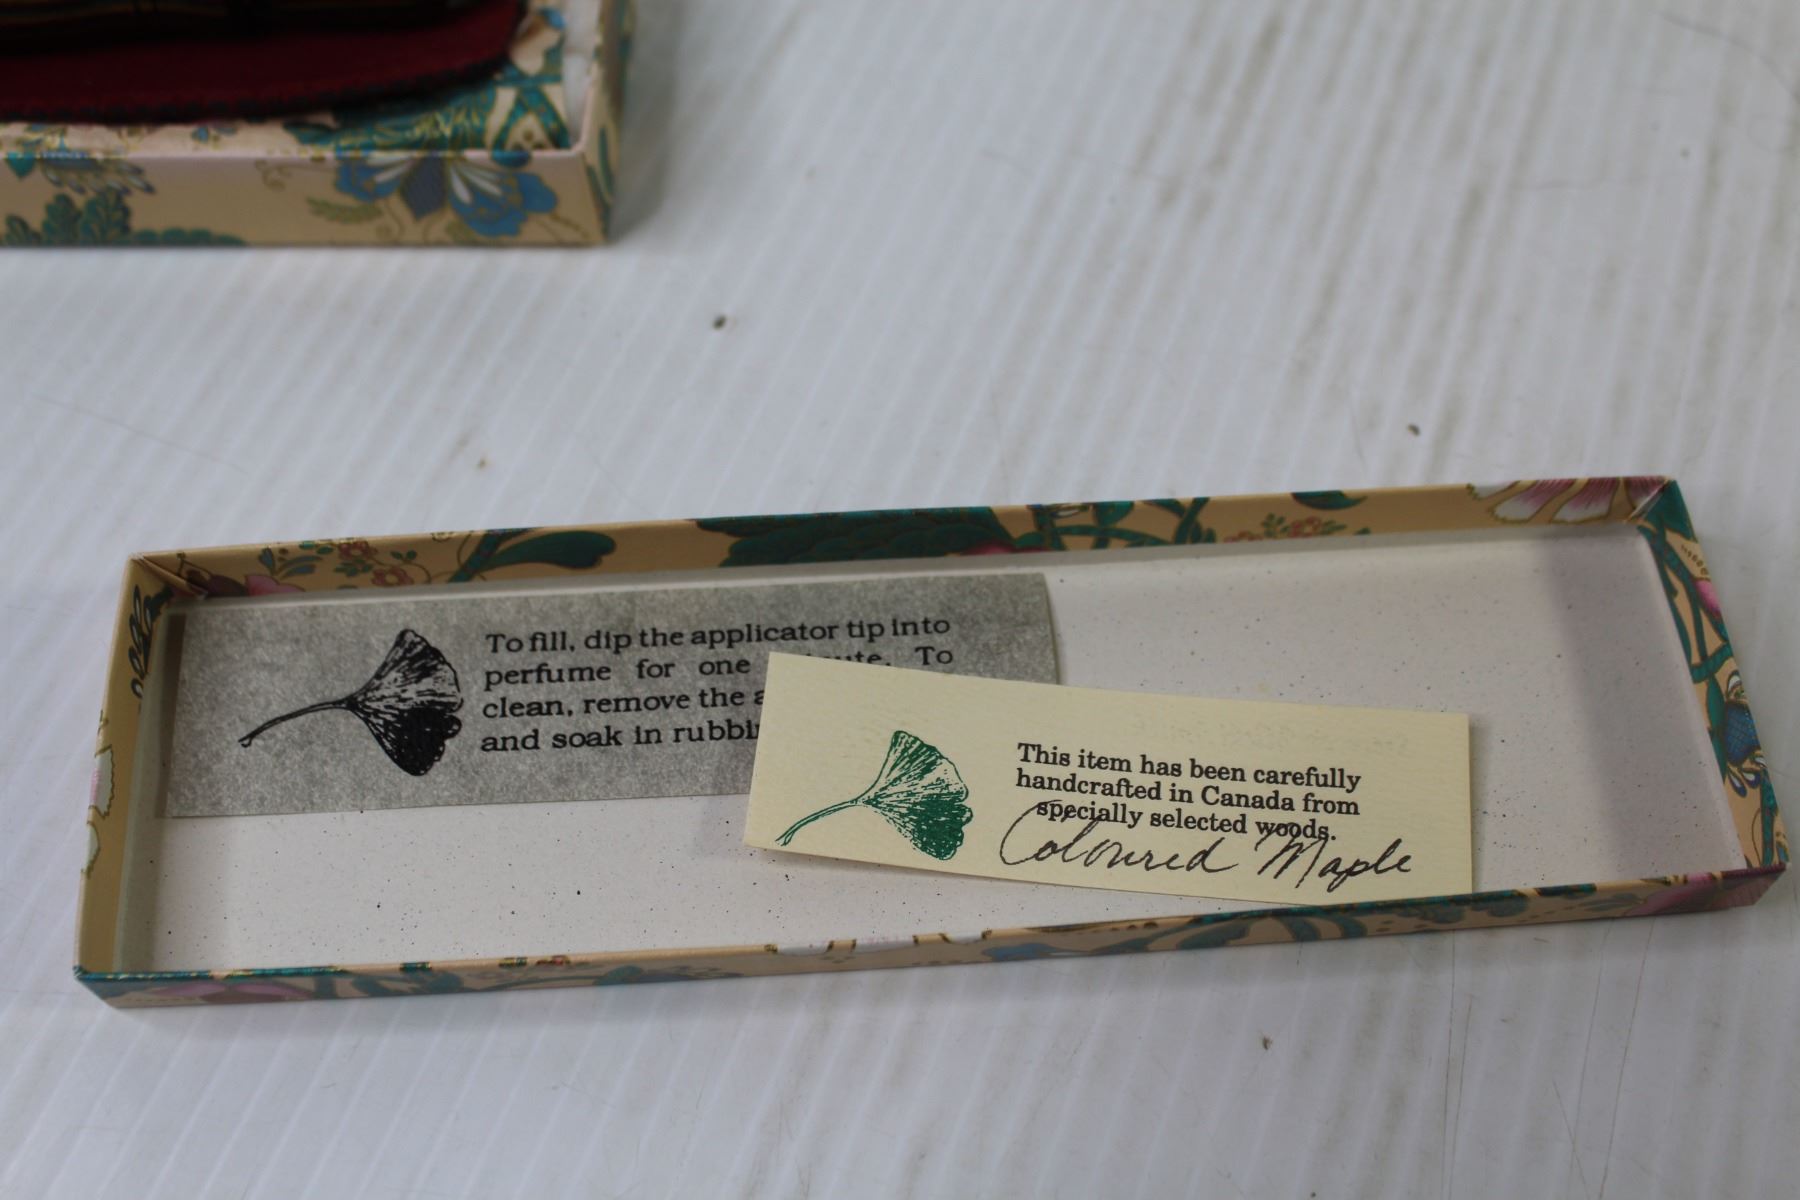 To fill, dip the applicator tip into
perfume for one To
clean, remove the
and soak in
This item has been carefully
handcrafted in Canada from
specially selected woods.
Coloured Maple